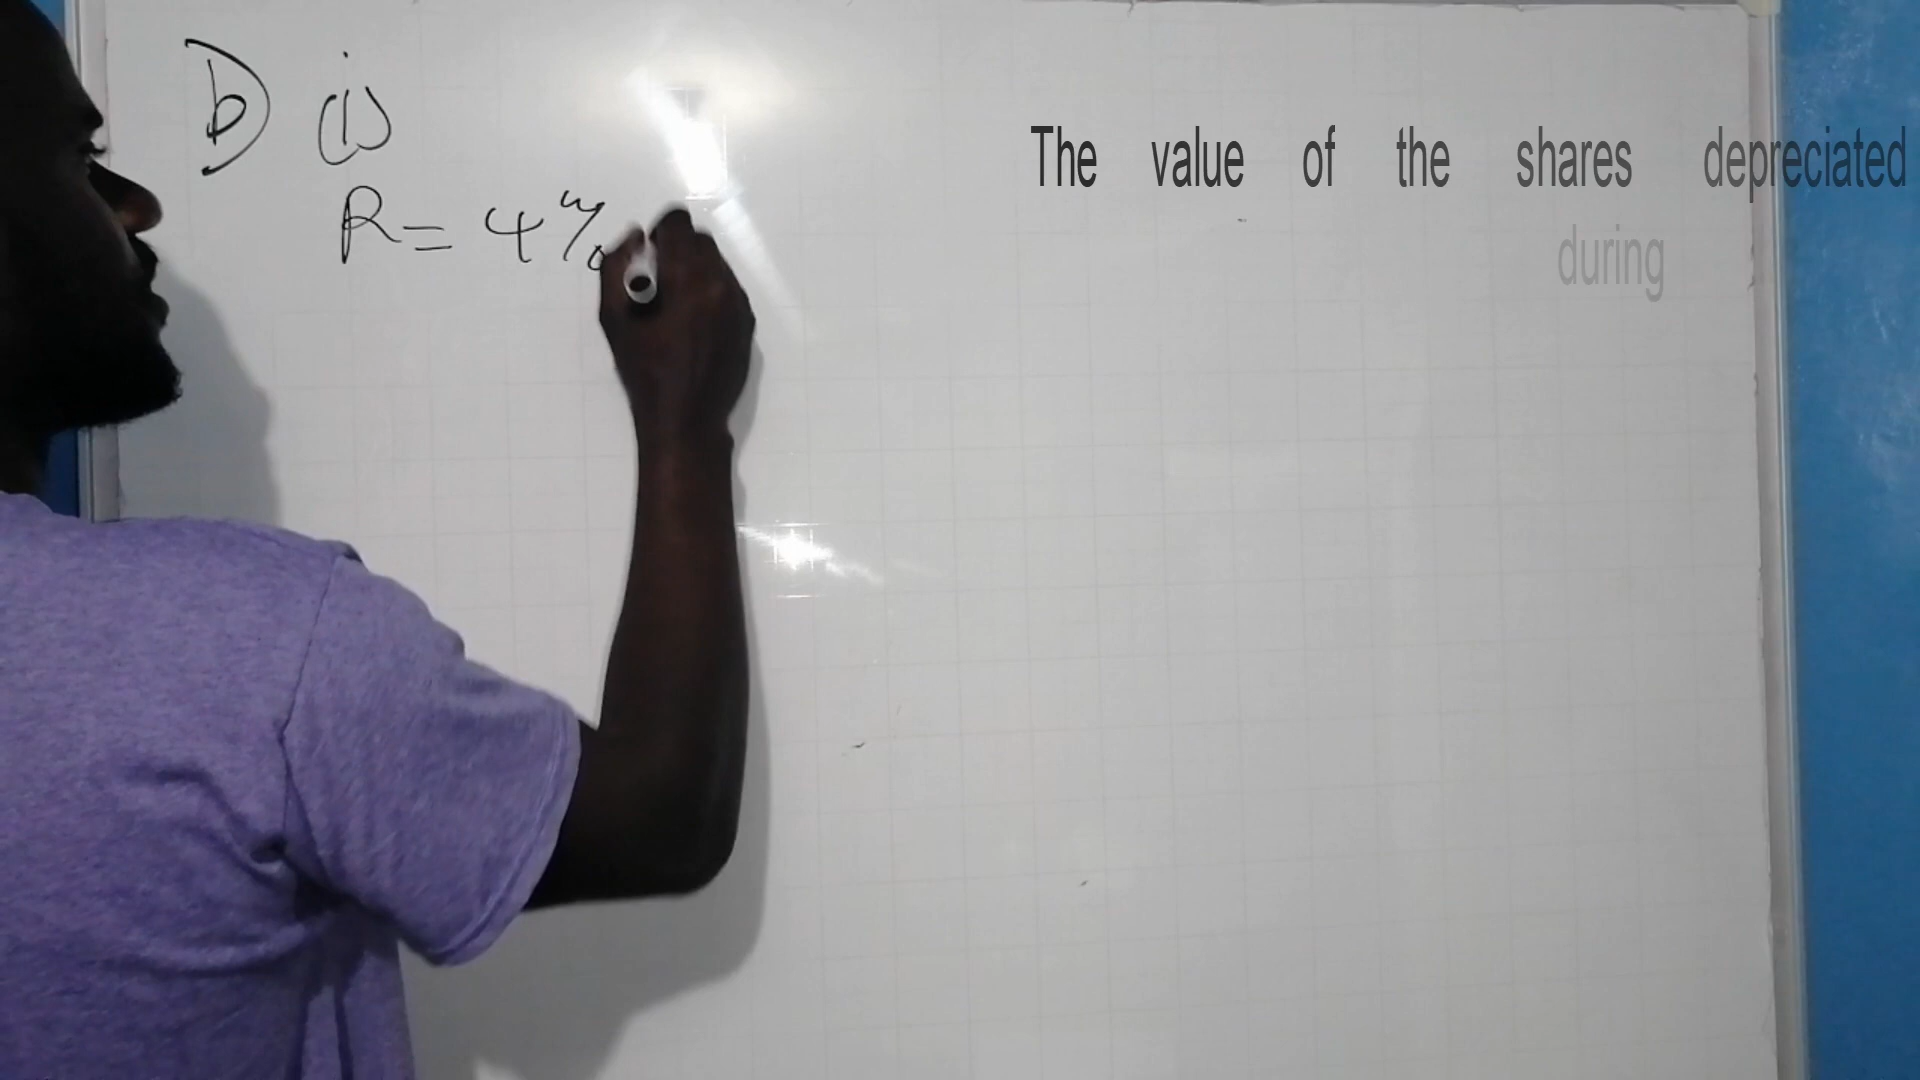 b) (i)
R = 4%
The value of the shares depreciated
during